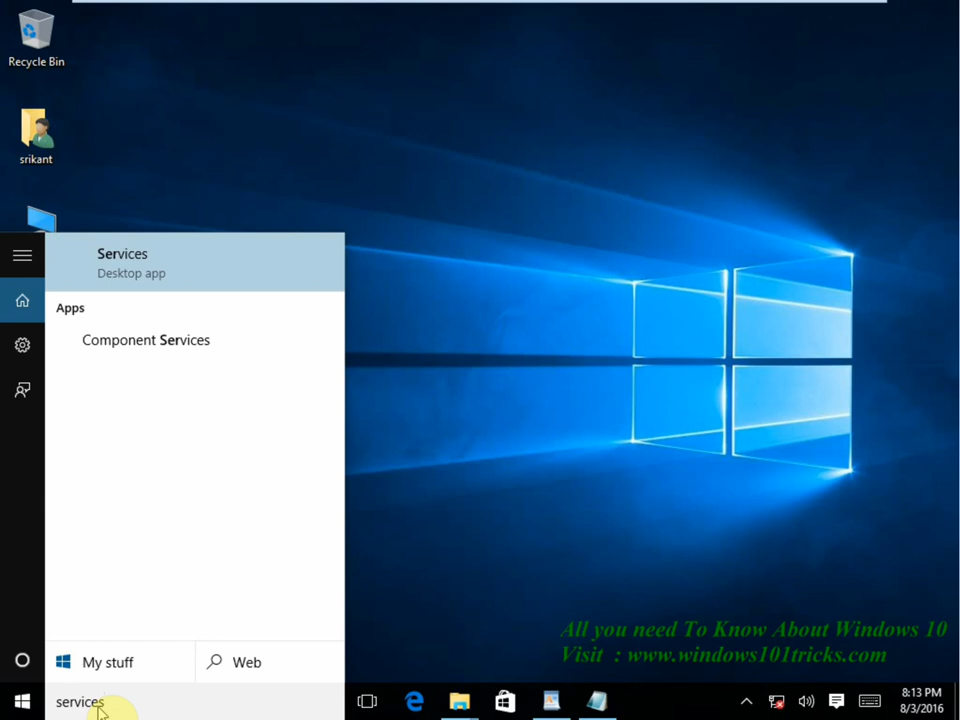 Recycle Bin
srikant
Services
Desktop app
Apps
Component Services
My stuff
Web
services
All you need To Know About Windows 10
Visit : www.windows101tricks.com
8:13 PM
8/3/2016